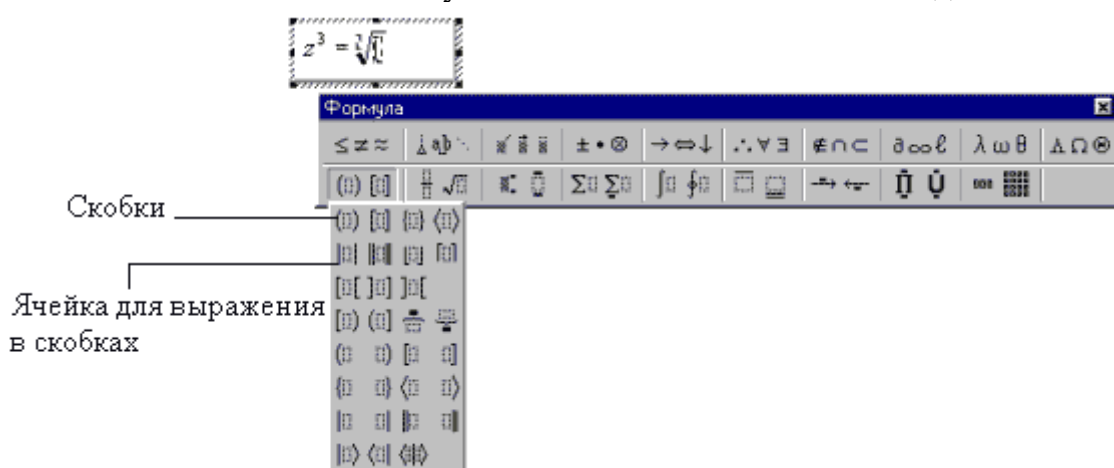 z³ = ∛
Формула
≤ ≠ ≈ ± • ⊗ → ⇔ ↓ ∴ ∀ ∃ ∉ ∩ ⊂ ∂ ∞ ℓ λ ω θ Λ Ω Θ
Скобки
Ячейка для выражения
в скобках